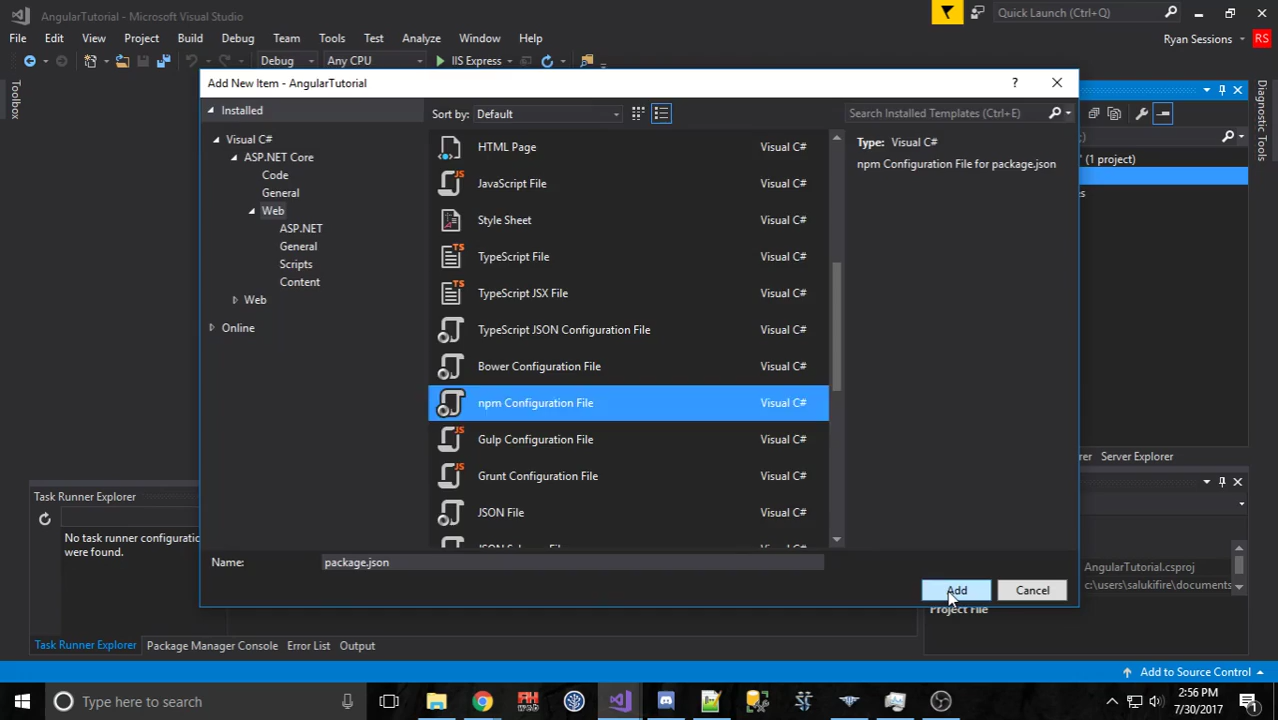 AngularTutorial - Microsoft Visual Studio
Quick Launch (Ctrl+Q)
File Edit View Project Build Debug Team Tools Test Analyze Window Help
Ryan Sessions
RS
Debug Any CPU IIS Express
Toolbox
Diagnostic Tools
Add New Item - AngularTutorial
?
Installed
Sort by: Default
Search Installed Templates (Ctrl+E)
Visual C#
ASP.NET Core
Code
General
Web
ASP.NET
General
Scripts
Content
Web
Online
HTML Page Visual C#
JavaScript File Visual C#
Style Sheet Visual C#
TypeScript File Visual C#
TypeScript JSX File Visual C#
TypeScript JSON Configuration File Visual C#
Bower Configuration File Visual C#
npm Configuration File Visual C#
Gulp Configuration File Visual C#
Grunt Configuration File Visual C#
JSON File Visual C#
Type: Visual C#
npm Configuration File for package.json
Name: package.json
Add Cancel
(1 project)
Server Explorer
Task Runner Explorer
No task runner configuratio
were found.
AngularTutorial.csproj
c:\users\salukifire\documents
Project File
Task Runner Explorer Package Manager Console Error List Output
Add to Source Control
Type here to search
2:56 PM
7/30/2017